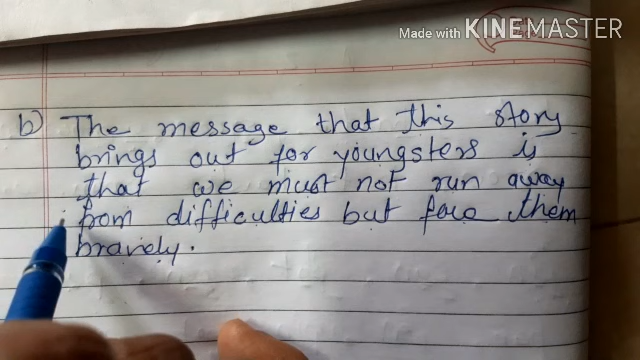 Made with KINEMASTER
b) The message that this story
brings out for youngsters is
that we must not run away
from difficulties but face them
bravely.